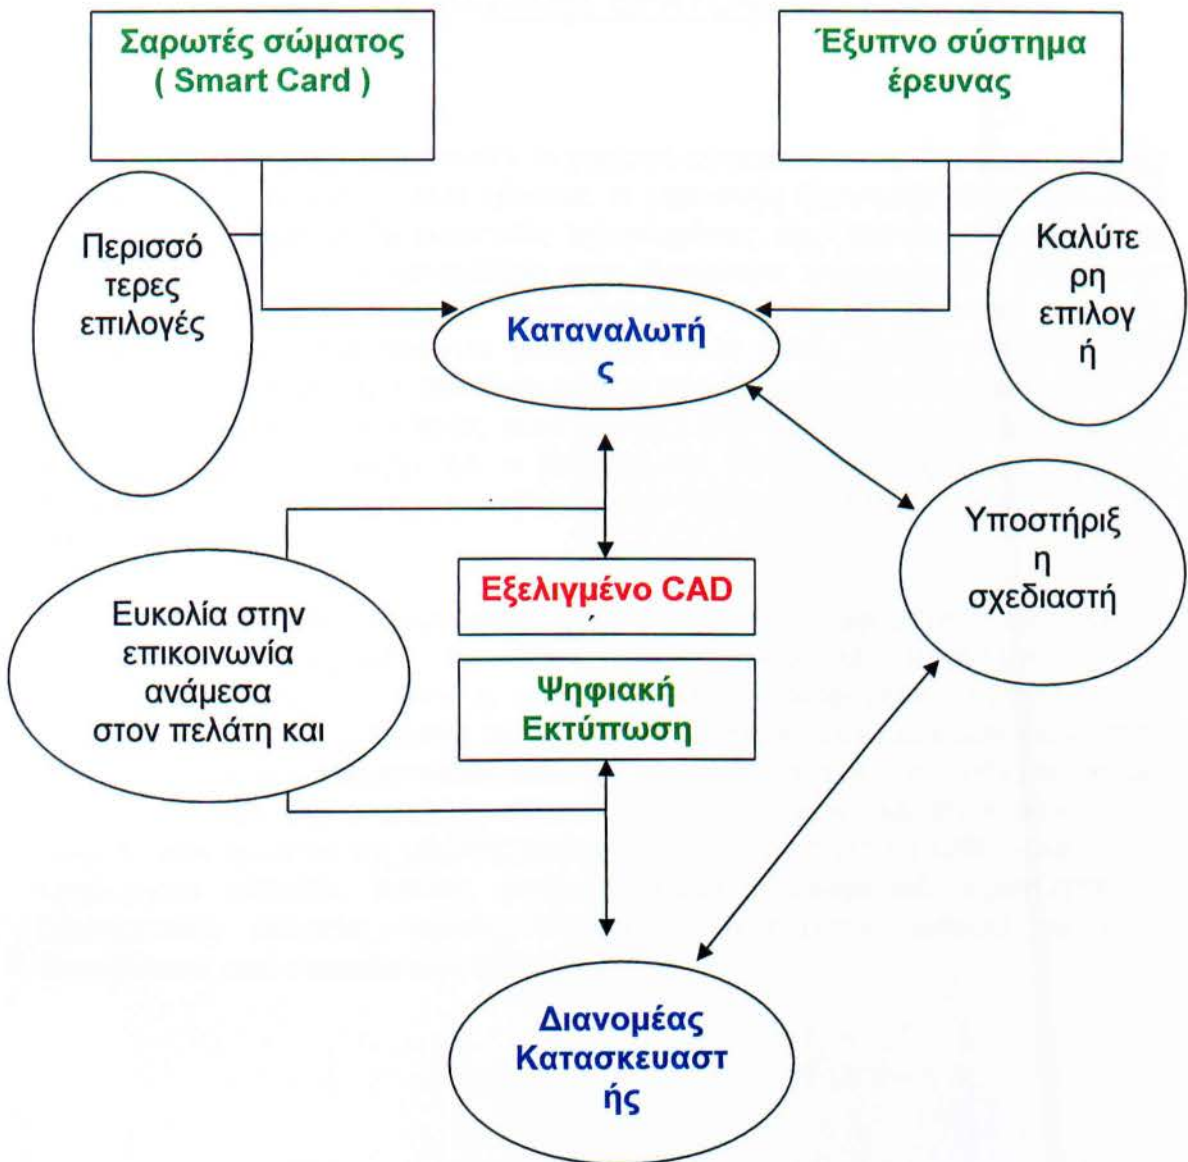 Σαρωτές σώματος
( Smart Card )
Έξυπνο σύστημα
έρευνας
Περισσό
τερες
επιλογές
Καλύτε
ρη
επιλογ
ή
Καταναλωτή
ς
Υποστήριξ
η
σχεδιαστή
Εξελιγμένο CAD
Ευκολία στην
επικοινωνία
ανάμεσα
στον πελάτη και
Ψηφιακή
Εκτύπωση
Διανομέας
Κατασκευαστ
ής